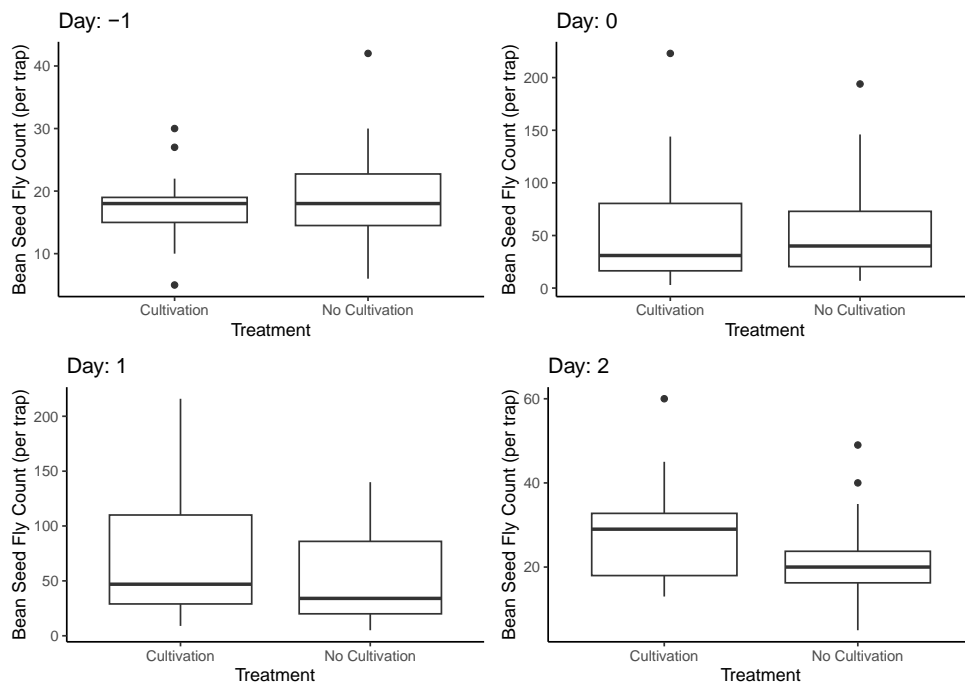 Day: −1
Bean Seed Fly Count (per trap)
40
30
20
10
Cultivation No Cultivation
Treatment
Day: 0
Bean Seed Fly Count (per trap)
200
150
100
50
0
Cultivation No Cultivation
Treatment
Day: 1
Bean Seed Fly Count (per trap)
200
150
100
50
0
Cultivation No Cultivation
Treatment
Day: 2
Bean Seed Fly Count (per trap)
60
40
20
Cultivation No Cultivation
Treatment